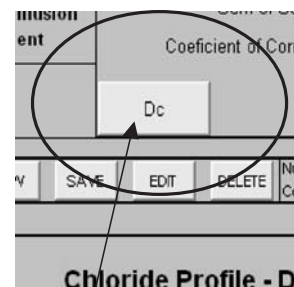 ent
Coeficient of Cor
Dc
SAVE EDIT DELETE
Chloride Profile - D